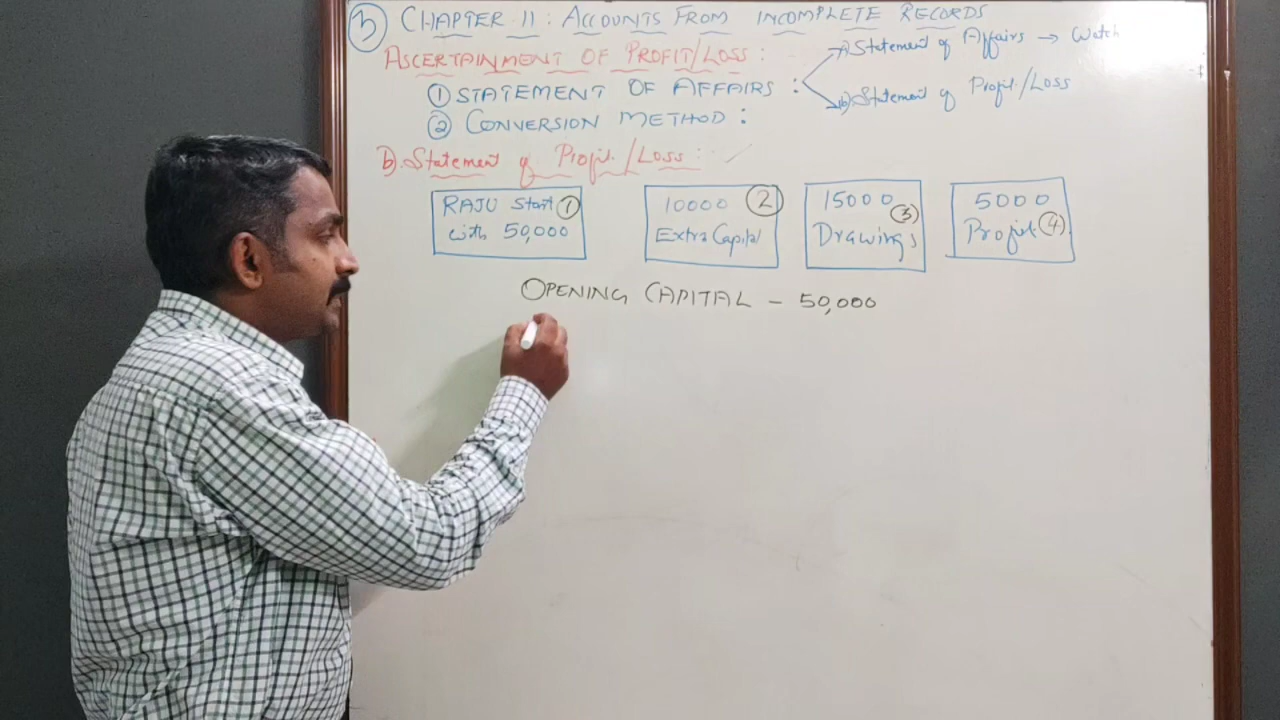 3 CHAPTER 11: ACCOUNTS FROM INCOMPLETE RECORDS
ASCERTAINMENT OF PROFIT/LOSS:
a) Statement of Affairs → Watch
① STATEMENT OF AFFAIRS :
b) Statement of Profit/Loss
② CONVERSION METHOD :
b). Statement of Profit/Loss:
RAJU Start ①
with 50,000
10000 ②
Extra Capital
15000 ③
Drawings
5000
Profit ④
OPENING CAPITAL - 50,000